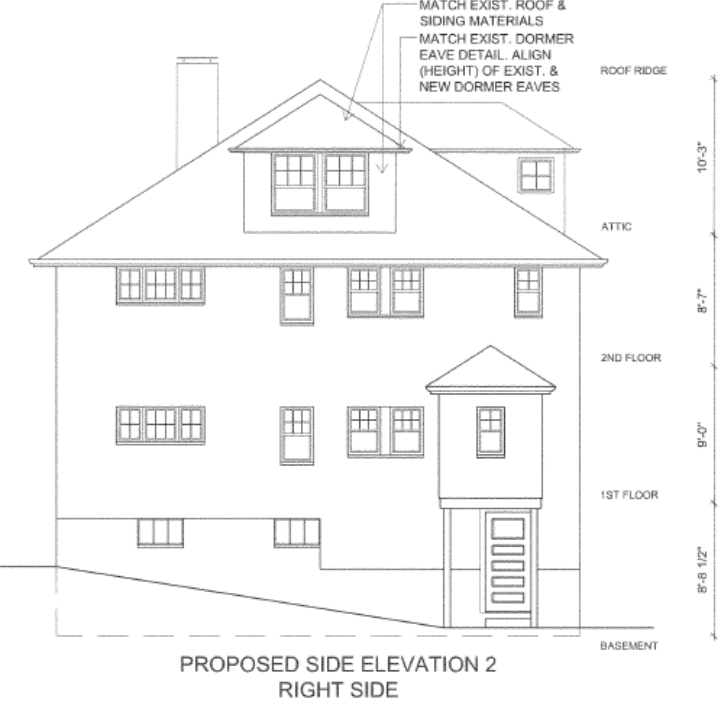 MATCH EXIST. ROOF &
SIDING MATERIALS
MATCH EXIST. DORMER
EAVE DETAIL. ALIGN
(HEIGHT) OF EXIST. &
NEW DORMER EAVES
ROOF RIDGE
10'-3"
ATTIC
8'-7"
2ND FLOOR
9'-0"
1ST FLOOR
8'-8 1/2"
BASEMENT
PROPOSED SIDE ELEVATION 2
RIGHT SIDE